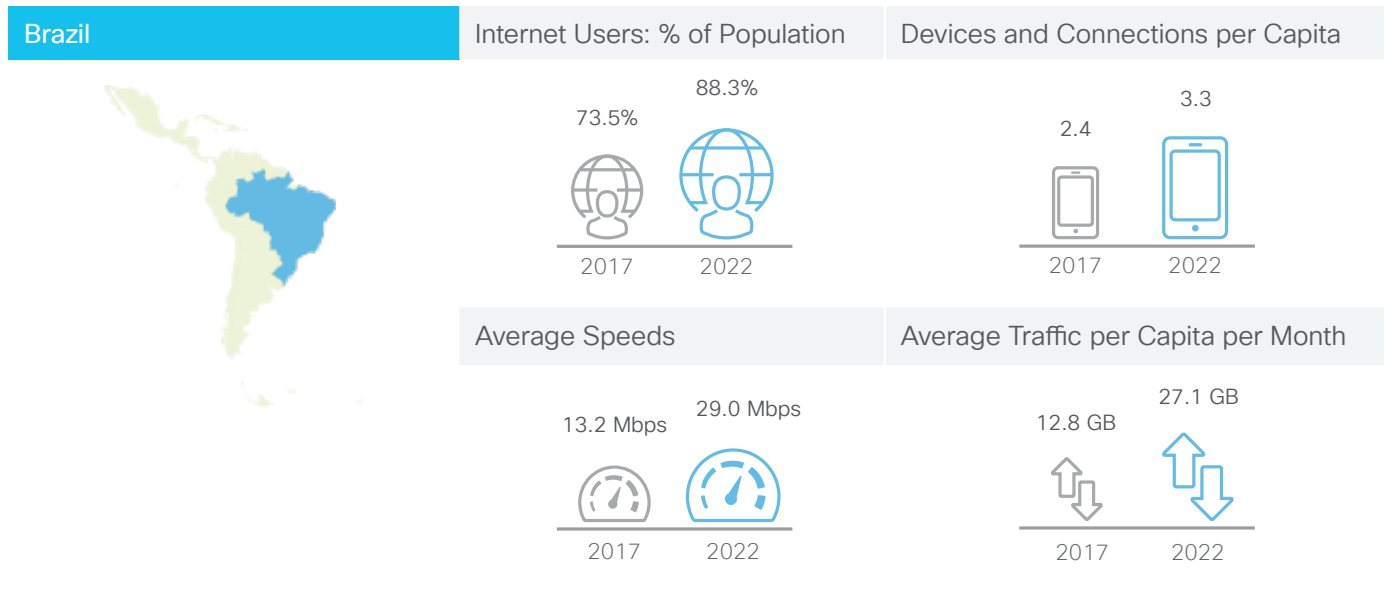 Brazil
Internet Users: % of Population
Devices and Connections per Capita
73.5%
88.3%
2017
2022
2.4
3.3
2017
2022
Average Speeds
Average Traffic per Capita per Month
13.2 Mbps
29.0 Mbps
2017
2022
12.8 GB
27.1 GB
2017
2022